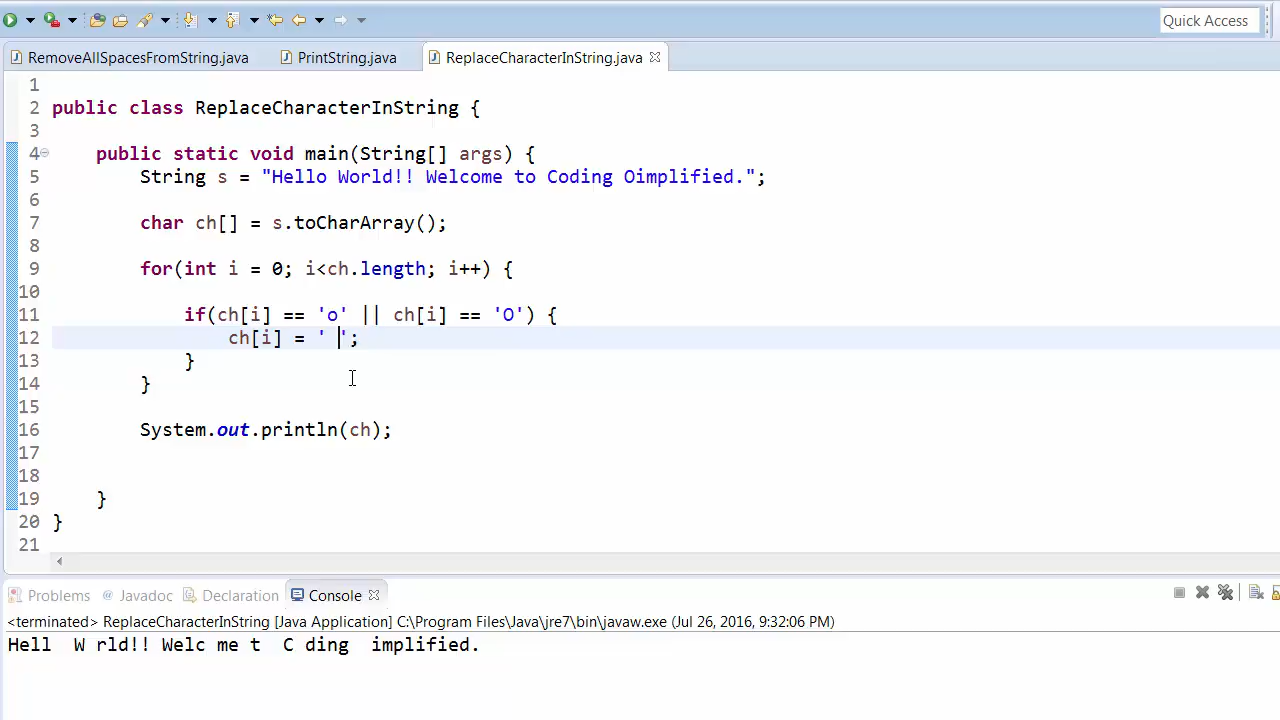 Quick Access
RemoveAllSpacesFromString.java PrintString.java ReplaceCharacterInString.java
1
2 public class ReplaceCharacterInString {
3
4 public static void main(String[] args) {
5 String s = "Hello World!! Welcome to Coding Oimplified.";
6
7 char ch[] = s.toCharArray();
8
9 for(int i = 0; i<ch.length; i++) {
10
11 if(ch[i] == 'o' || ch[i] == 'O') {
12 ch[i] = ' ';
13 }
14 }
15
16 System.out.println(ch);
17
18
19 }
20 }
21
Problems @ Javadoc Declaration Console
<terminated> ReplaceCharacterInString [Java Application] C:\Program Files\Java\jre7\bin\javaw.exe (Jul 26, 2016, 9:32:06 PM)
Hell  W rld!! Welc me t  C ding  implified.